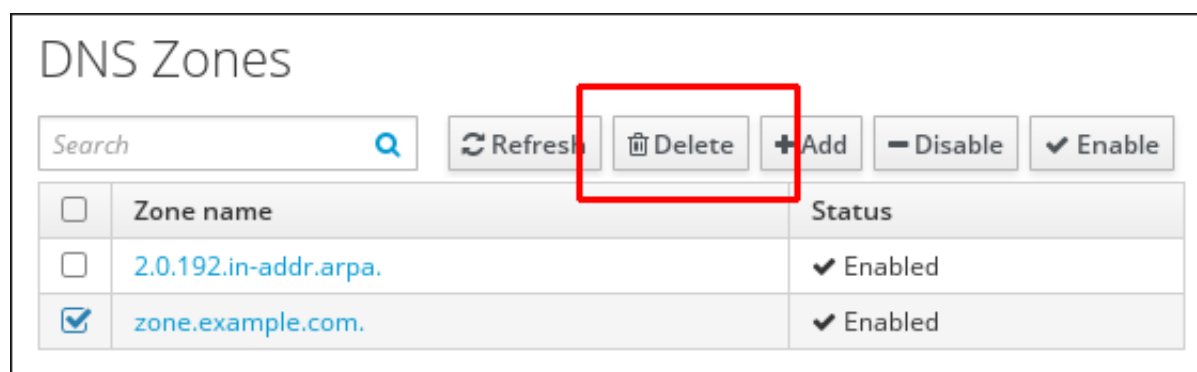 DNS Zones
Search Refresh Delete Add Disable Enable
Zone name Status
2.0.192.in-addr.arpa. Enabled
zone.example.com. Enabled